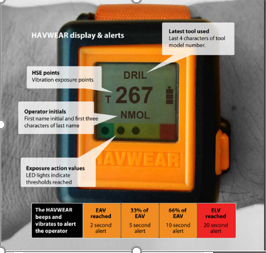 HAVWEAR display & alerts
Latest tool used
Last 4 characters of tool
model number.
HSE points
Vibration exposure points
DRIL
T 267
NMOL
Operator initials
First name initial and first three
characters of last name
HAVWEAR
Exposure action values
LED lights indicate
thresholds reached
The HAVWEAR
beeps and
vibrates to alert
the operator
EAV
reached
2 second
alert
33% of
EAV
5 second
alert
66% of
EAV
10 second
alert
ELV
reached
20 second
alert